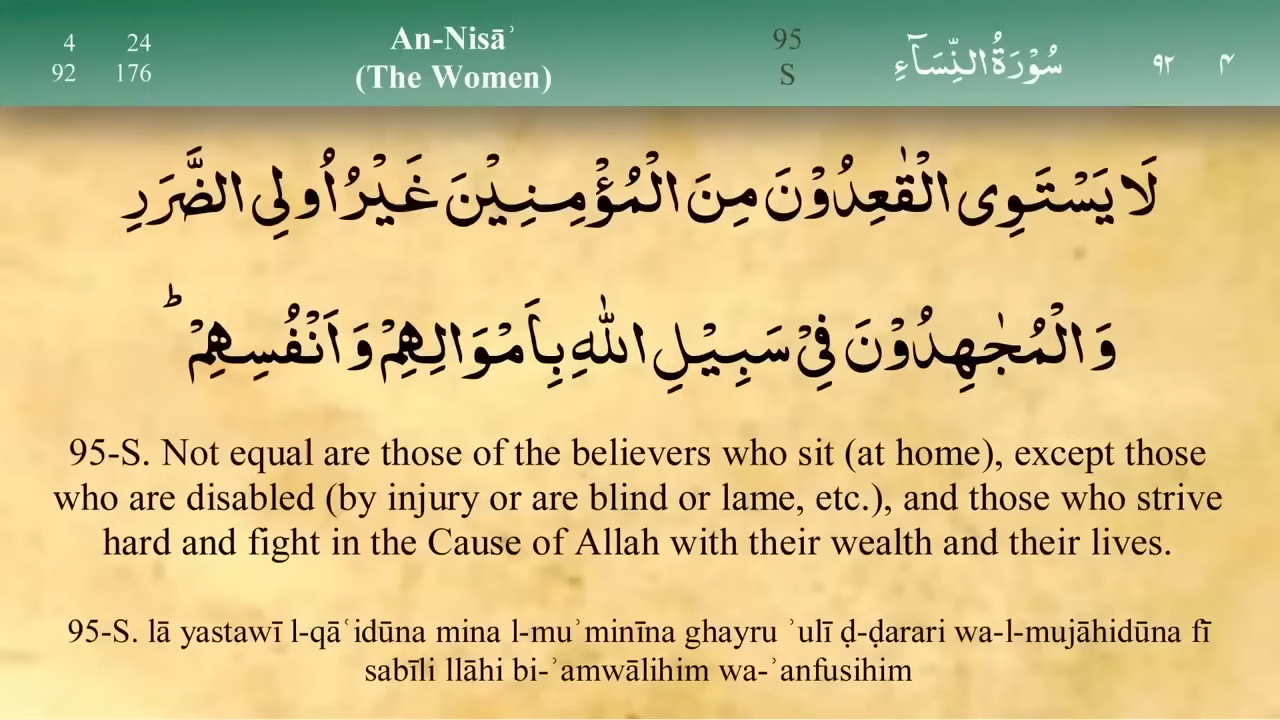 4 24 An-Nisāʾ 95 سُوْرَةُ النِّسَآءِ ٩٢ ٤
92 176 (The Women) S
لَا يَسْتَوِى الْقٰعِدُوْنَ مِنَ الْمُؤْمِنِيْنَ غَيْرُ اُولِى الضَّرَرِ
وَالْمُجٰهِدُوْنَ فِىْ سَبِيْلِ اللّٰهِ بِاَمْوَالِهِمْ وَاَنْفُسِهِمْ ؕ
95-S. Not equal are those of the believers who sit (at home), except those
who are disabled (by injury or are blind or lame, etc.), and those who strive
hard and fight in the Cause of Allah with their wealth and their lives.
95-S. lā yastawī l-qāʿidūna mina l-muʾminīna ghayru ʾulī ḍ-ḍarari wa-l-mujāhidūna fī
sabīli llāhi bi-ʾamwālihim wa-ʾanfusihim